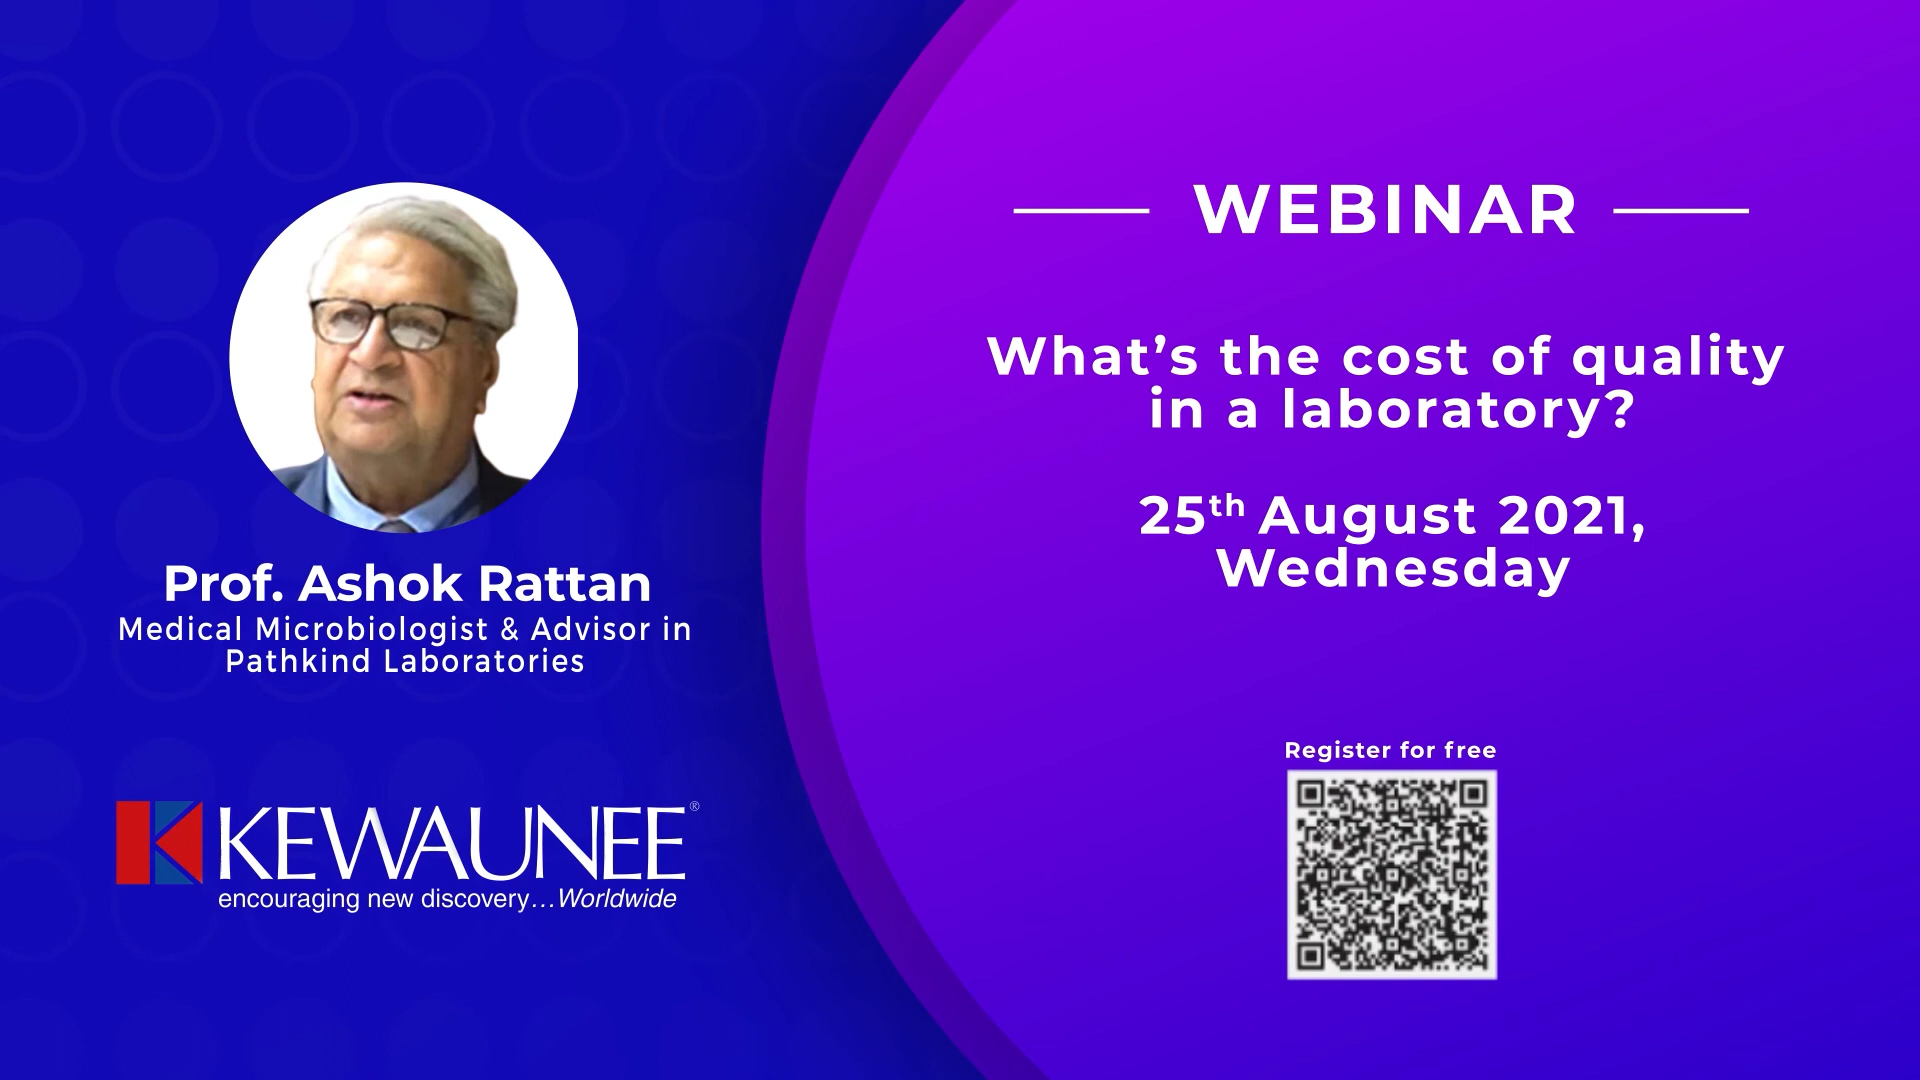 Prof. Ashok Rattan
Medical Microbiologist & Advisor in
Pathkind Laboratories
KEWAUNEE®
encouraging new discovery...Worldwide
WEBINAR
What's the cost of quality
in a laboratory?
25th August 2021,
Wednesday
Register for free